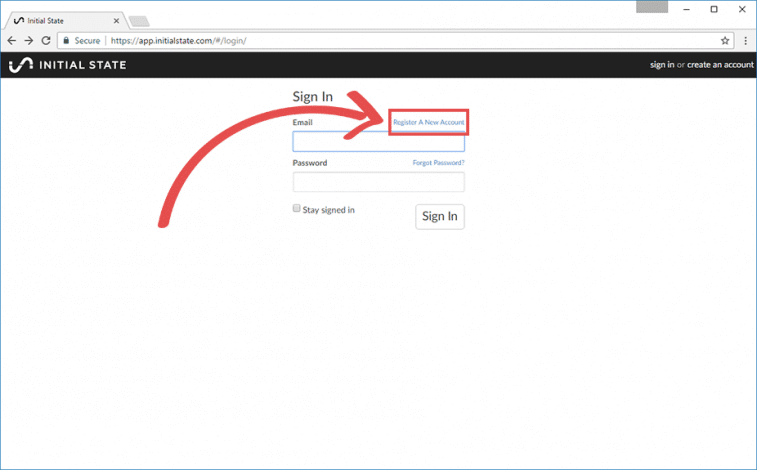 Initial State
Secure
https://app.initialstate.com/#/login/
INITIAL STATE
sign in or create an account
Sign In
Email
Register A New Account
Password
Forgot Password?
Stay signed in
Sign In